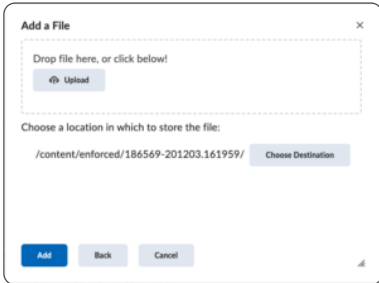 Add a File
Drop file here, or click below!
Upload
Choose a location in which to store the file:
/content/enforced/186569-201203.161959/ Choose Destination
Add Back Cancel